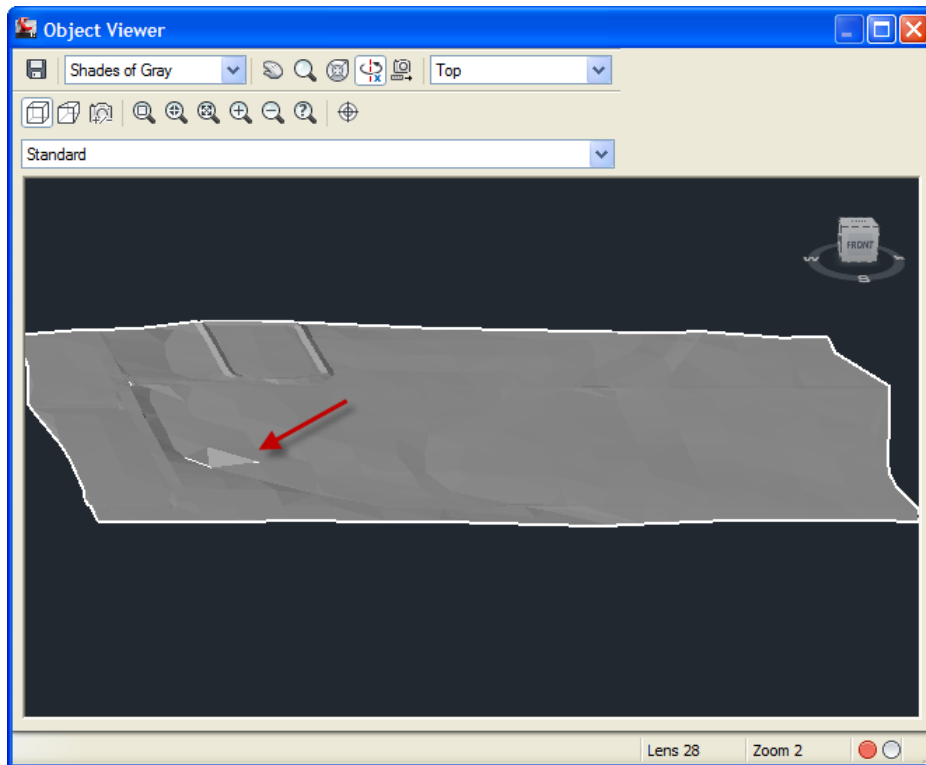 Object Viewer
Shades of Gray
Top
Standard
FRONT
W
S
Lens 28
Zoom 2